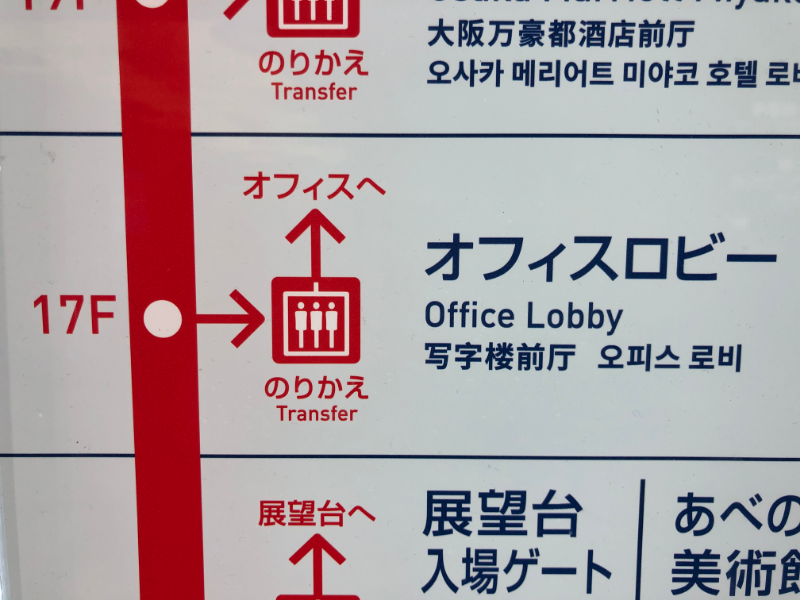 のりかえ
Transfer
大阪万豪都酒店前厅
오사카 메리어트 미야코 호텔
オフィスへ
17F
のりかえ
Transfer
オフィスロビー
Office Lobby
写字楼前厅 오피스 로비
展望台へ
展望台
入場ゲート
あべの
美術館